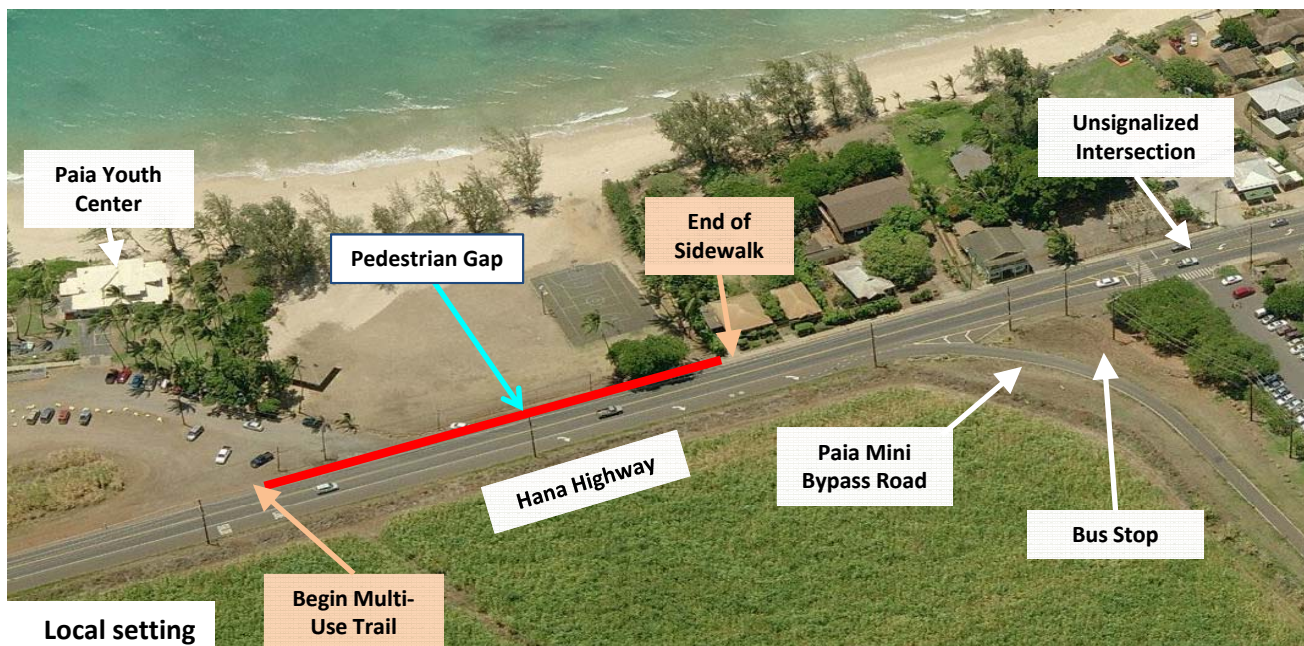 Paia Youth
Center
Pedestrian Gap
End of
Sidewalk
Unsignalized
Intersection
Hana Highway
Paia Mini
Bypass Road
Bus Stop
Begin Multi-
Use Trail
Local setting